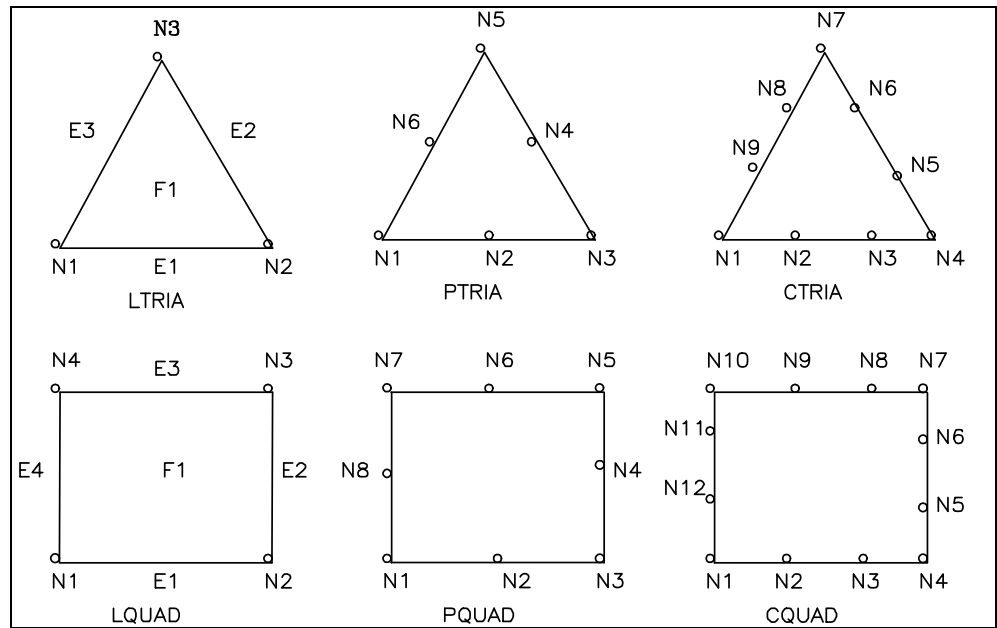 N3 N5 N7
N8 N6
E3 E2 N6 N4
N9 N5
F1
N1 E1 N2 N1 N2 N3 N1 N2 N3 N4
LTRIA PTRIA CTRIA
N4 E3 N3 N7 N6 N5 N10 N9 N8 N7
N11 N6
E4 F1 E2 N8 N4
N12 N5
N1 E1 N2 N1 N2 N3 N1 N2 N3 N4
LQUAD PQUAD CQUAD